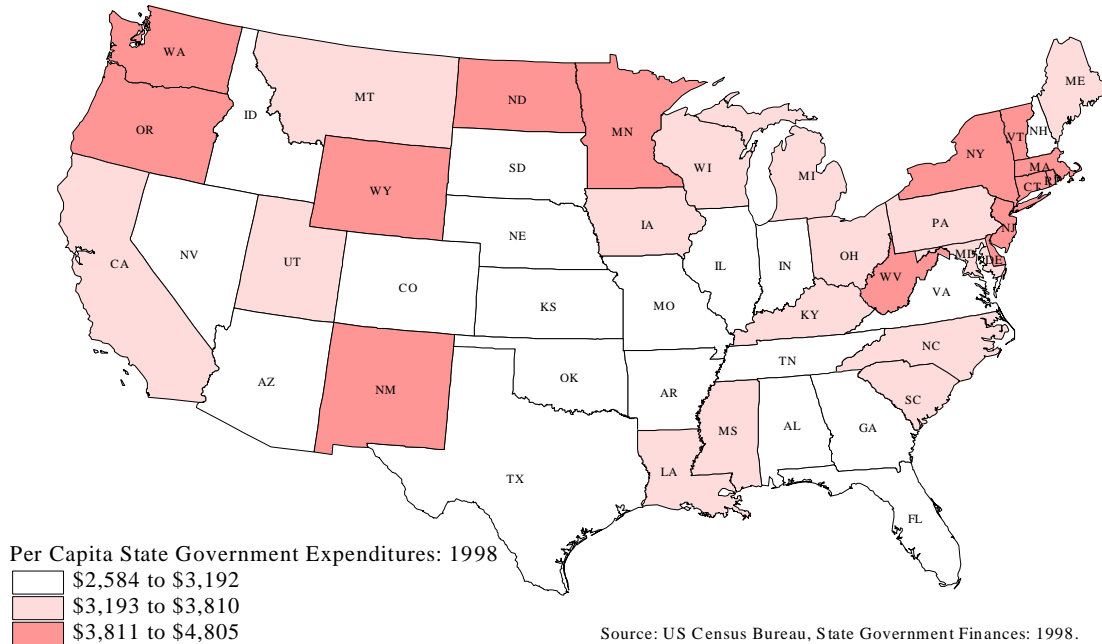 WA
MT
ND
MN
ME
ID
OR
VT
NH
NY
MA
CT
RI
SD
WI
MI
WY
IA
PA
NJ
NE
OH
MD
DE
NV
UT
CA
CO
IL
IN
WV
VA
KS
MO
KY
NC
TN
AZ
NM
OK
AR
SC
MS
AL
GA
LA
TX
FL
Per Capita State Government Expenditures: 1998
$2,584 to $3,192
$3,193 to $3,810
$3,811 to $4,805
Source: US Census Bureau, State Government Finances: 1998.